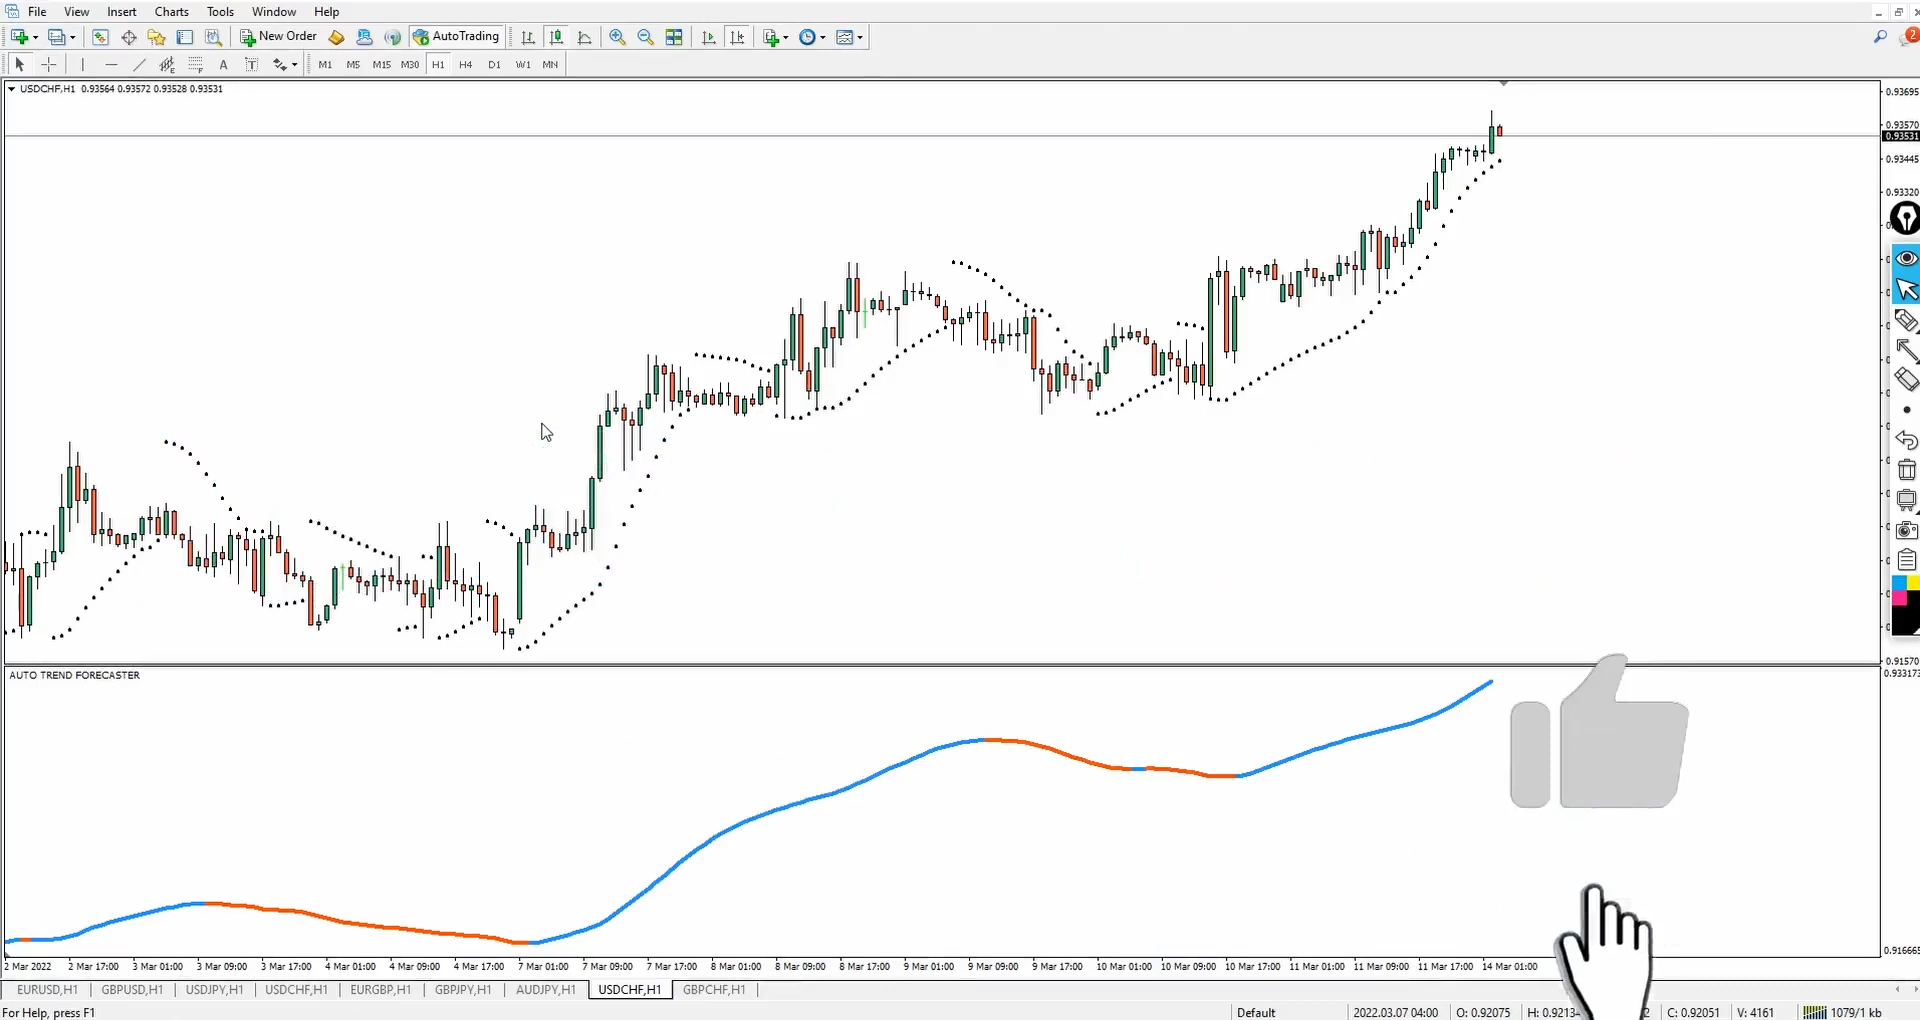 File View Insert Charts Tools Window Help
New Order AutoTrading 2
A T M1 M5 M15 M30 H1 H4 D1 W1 MN
USDCHF,H1 0.93564 0.93572 0.93528 0.93531
0.93695
0.93570
0.93531
0.93445
0.93320
0.91570
AUTO TREND FORECASTER
0.933173
0.916665
2 Mar 2022 2 Mar 17:00 3 Mar 01:00 3 Mar 09:00 3 Mar 17:00 4 Mar 01:00 4 Mar 09:00 4 Mar 17:00 7 Mar 01:00 7 Mar 09:00 7 Mar 17:00 8 Mar 01:00 8 Mar 09:00 8 Mar 17:00 9 Mar 01:00 9 Mar 09:00 9 Mar 17:00 10 Mar 01:00 10 Mar 09:00 10 Mar 17:00 11 Mar 01:00 11 Mar 09:00 11 Mar 17:00 14 Mar 01:00
EURUSD,H1 GBPUSD,H1 USDJPY,H1 USDCHF,H1 EURGBP,H1 GBPJPY,H1 AUDJPY,H1 USDCHF,H1 GBPCHF,H1
For Help, press F1 Default 2022.03.07 04:00 O: 0.92075 C: 0.92051 V: 4161 1079/1 kb